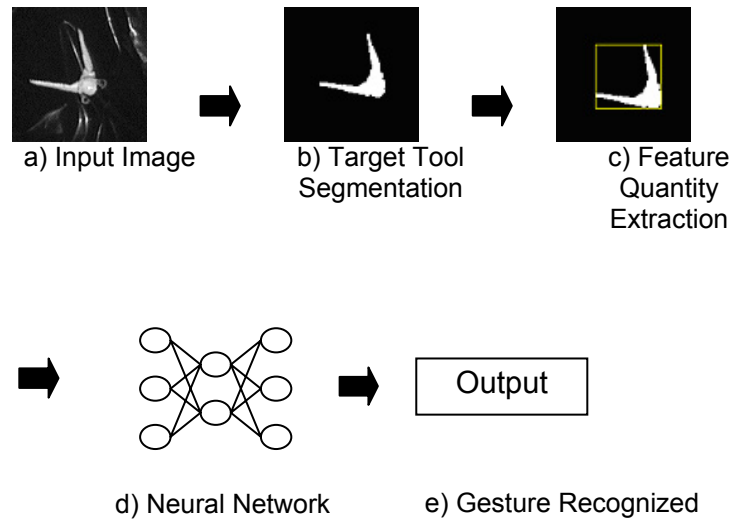 a) Input Image
b) Target Tool
Segmentation
c) Feature
Quantity
Extraction
Output
d) Neural Network
e) Gesture Recognized